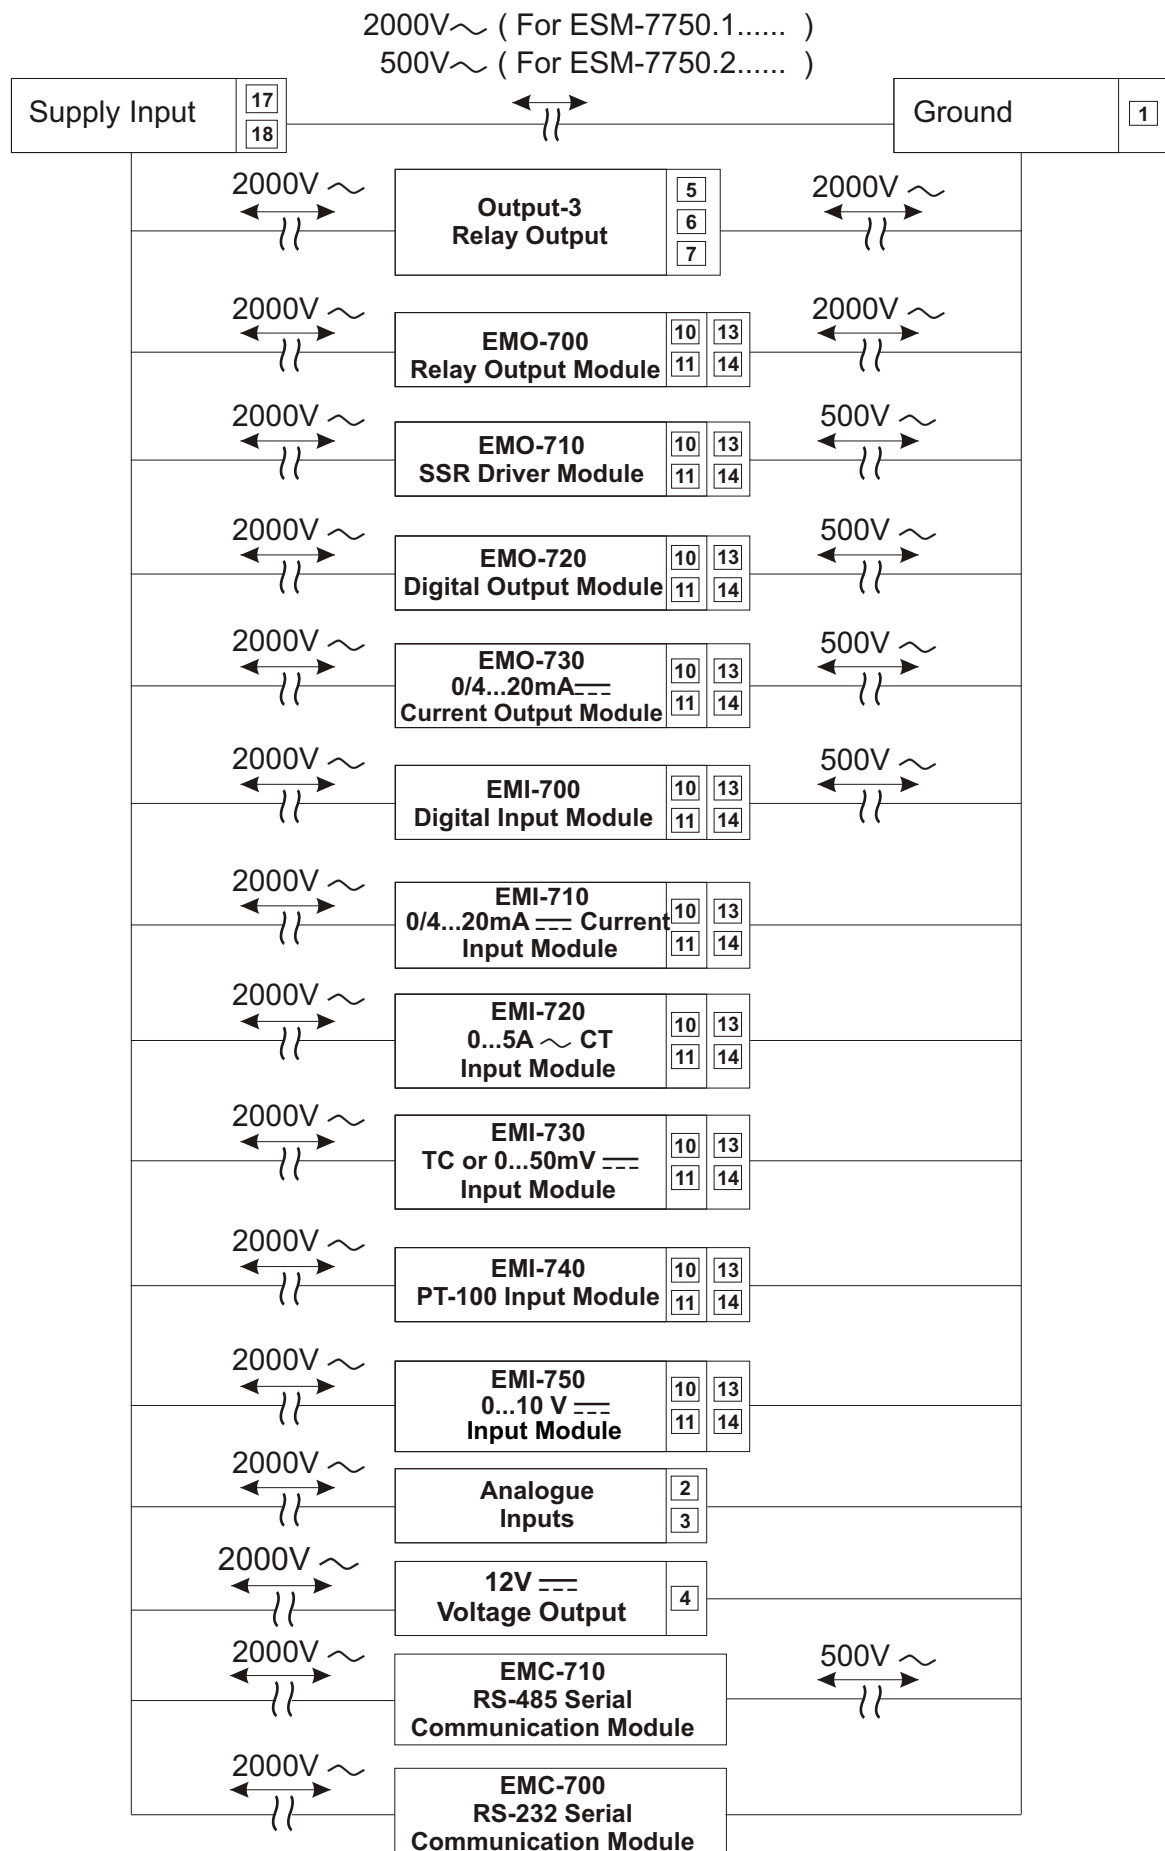 2000V～ ( For ESM-7750.1...... )
500V～ ( For ESM-7750.2...... )
Supply Input
17
18
Ground
1
2000V～
Output-3
Relay Output
5
6
7
2000V～
2000V～
EMO-700
Relay Output Module
10 13
11 14
2000V～
2000V～
EMO-710
SSR Driver Module
10 13
11 14
500V～
2000V～
EMO-720
Digital Output Module
10 13
11 14
500V～
2000V～
EMO-730
0/4...20mA⎓
Current Output Module
10 13
11 14
500V～
2000V～
EMI-700
Digital Input Module
10 13
11 14
500V～
2000V～
EMI-710
0/4...20mA ⎓ Current
Input Module
10 13
11 14
2000V～
EMI-720
0...5A ～ CT
Input Module
10 13
11 14
2000V～
EMI-730
TC or 0...50mV ⎓
Input Module
10 13
11 14
2000V～
EMI-740
PT-100 Input Module
10 13
11 14
2000V～
EMI-750
0...10 V ⎓
Input Module
10 13
11 14
2000V～
Analogue
Inputs
2
3
2000V～
12V ⎓
Voltage Output
4
2000V～
EMC-710
RS-485 Serial
Communication Module
500V～
2000V～
EMC-700
RS-232 Serial
Communication Module